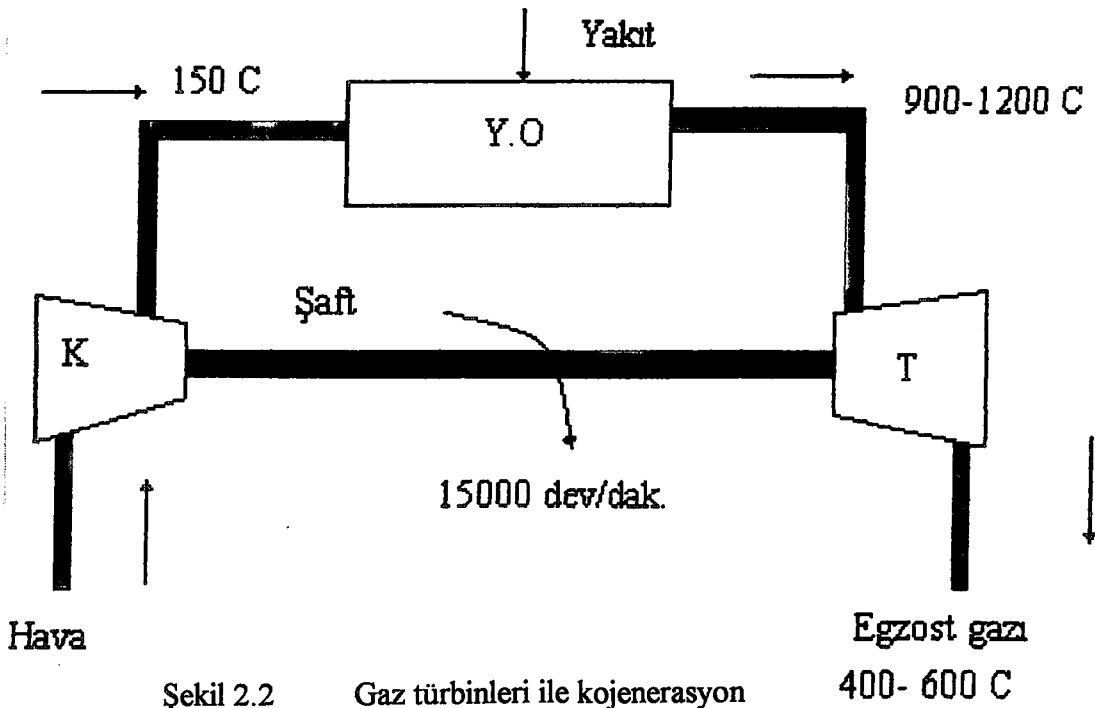 Yakıt
150 C
900-1200 C
Y.O
Şaft
K
T
15000 dev/dak.
Hava
Egzost gazı
400- 600 C
Şekil 2.2 Gaz türbinleri ile kojenerasyon